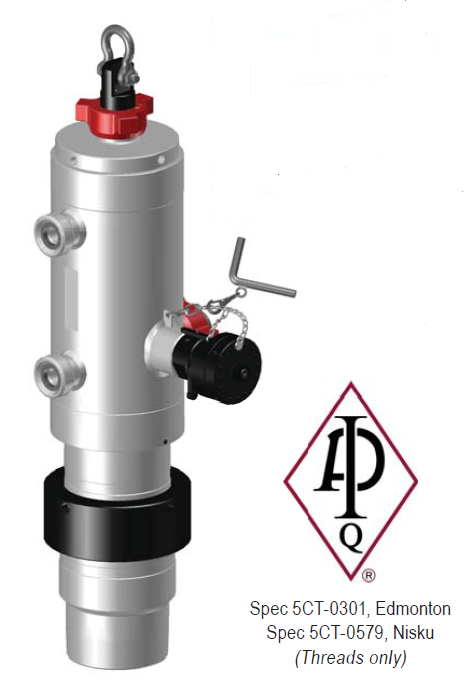 API
Q
®
Spec 5CT-0301, Edmonton
Spec 5CT-0579, Nisku
(Threads only)